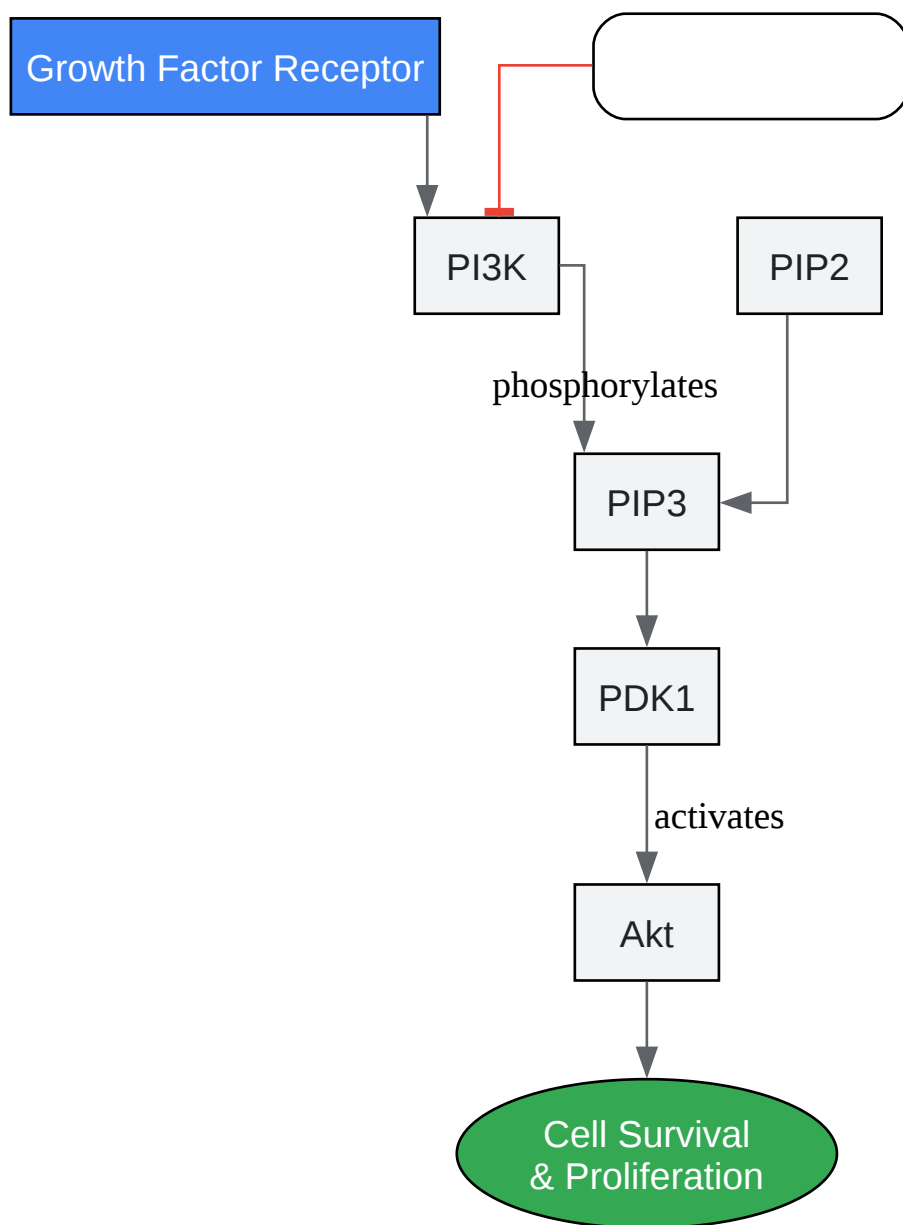 Growth Factor Receptor
PI3K
PIP2
phosphorylates
PIP3
PDK1
activates
Akt
Cell Survival
& Proliferation